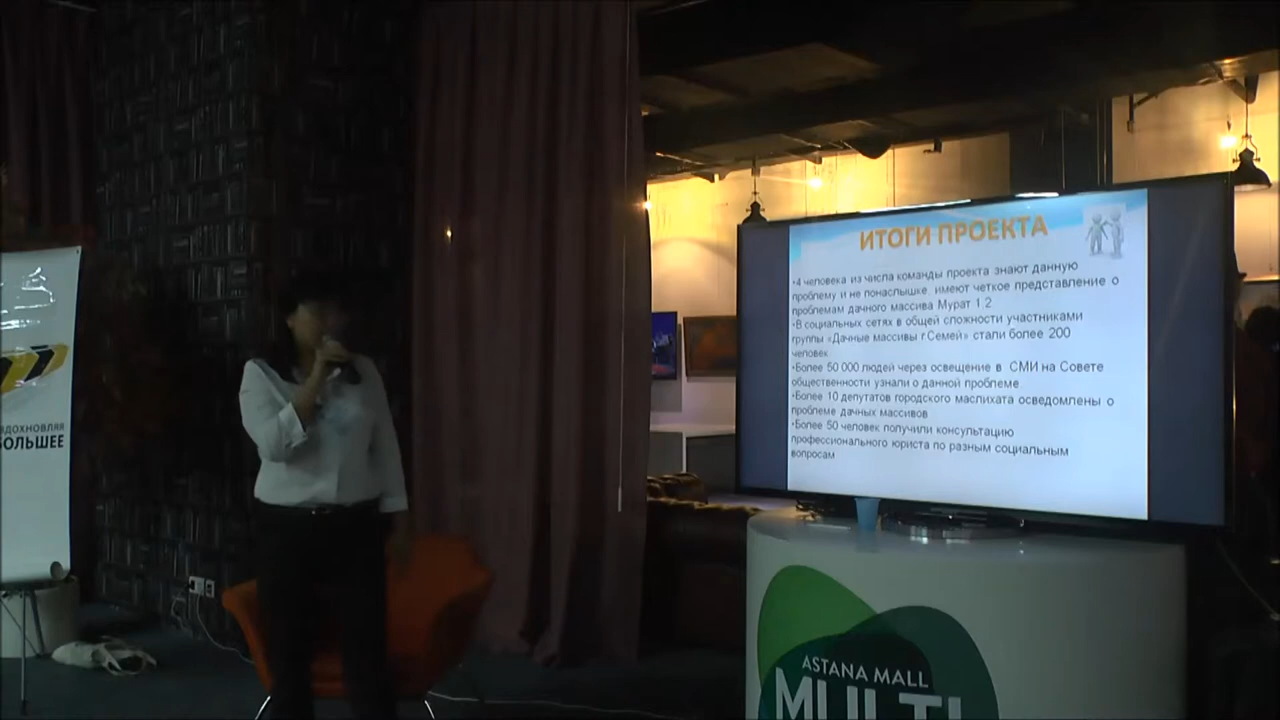 ВДОХНОВЛЯЯ
БОЛЬШЕЕ
ИТОГИ ПРОЕКТА
•4 человека из числа команды проекта знают данную
проблему и не понаслышке, имеют четкое представление о
проблемам дачного массива Мурат 1.2
•В социальных сетях в общей сложности участниками
группы «Дачные массивы г.Семей» стали более 200
человек
•Более 50 000 людей через освещение в СМИ на Совете
общественности узнали о данной проблеме
•Более 10 депутатов городского маслихата осведомлены о
проблеме дачных массивов
•Более 50 человек получили консультацию
профессионального юриста по разным социальным
вопросам
ASTANA MALL
MULTI